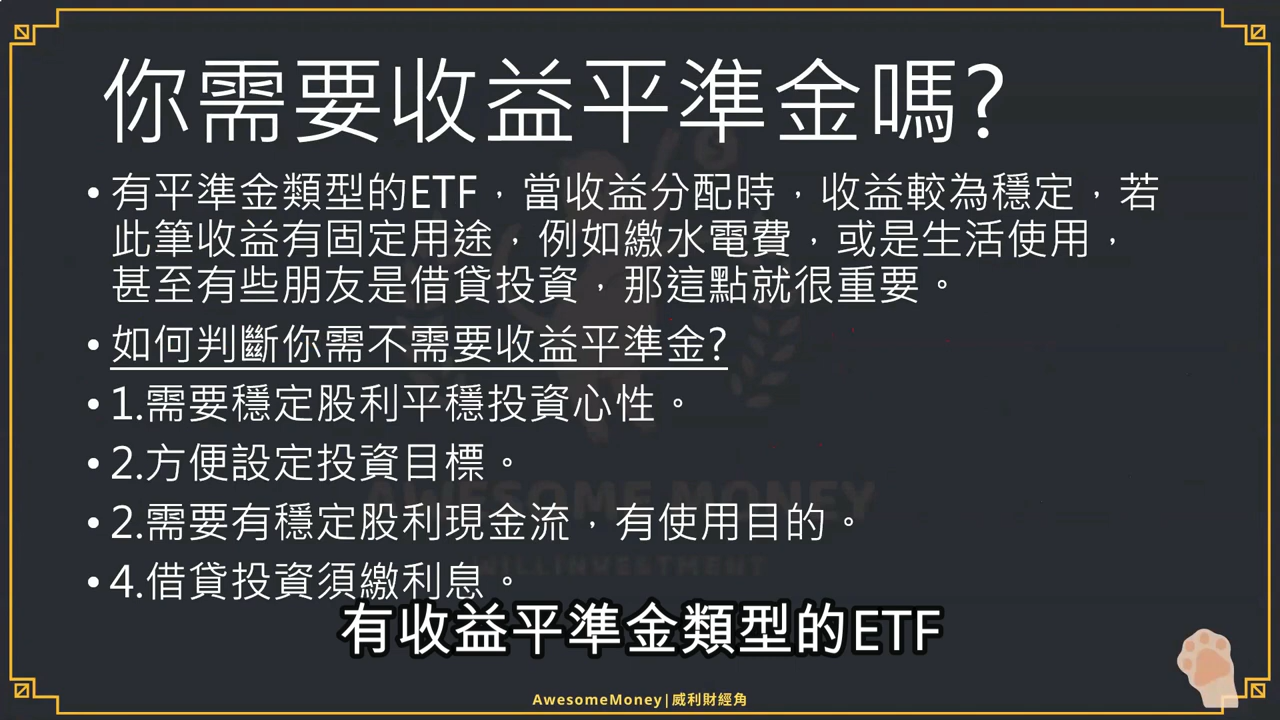 你需要收益平準金嗎?
• 有平準金類型的ETF，當收益分配時，收益較為穩定，若
此筆收益有固定用途，例如繳水電費，或是生活使用，
甚至有些朋友是借貸投資，那這點就很重要。
• 如何判斷你需不需要收益平準金?
• 1.需要穩定股利平穩投資心性。
• 2.方便設定投資目標。
• 2.需要有穩定股利現金流，有使用目的。
• 4.借貸投資須繳利息。
AWESOME MONEY
WILLINVESTMENT
有收益平準金類型的ETF
AwesomeMoney|威利財經角